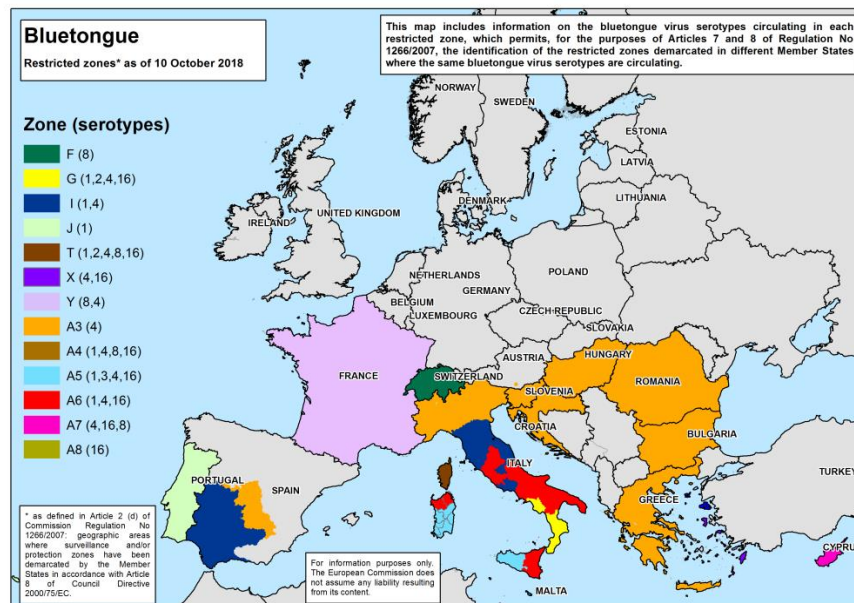 Bluetongue
Restricted zones* as of 10 October 2018
This map includes information on the bluetongue virus serotypes circulating in each
restricted zone, which permits, for the purposes of Articles 7 and 8 of Regulation No
1266/2007, the identification of the restricted zones demarcated in different Member States
where the same bluetongue virus serotypes are circulating.
Zone (serotypes)
F (8)
G (1,2,4,16)
I (1,4)
J (1)
T (1,2,4,8,16)
X (4,16)
Y (8,4)
A3 (4)
A4 (1,4,8,16)
A5 (1,3,4,16)
A6 (1,4,16)
A7 (4,16,8)
A8 (16)
NORWAY
SWEDEN
ESTONIA
LATVIA
LITHUANIA
DENMARK
UNITED KINGDOM
IRELAND
NETHERLANDS
POLAND
GERMANY
BELGIUM
LUXEMBOURG
CZECH REPUBLIC
SLOVAKIA
AUSTRIA
HUNGARY
FRANCE
SWITZERLAND
SLOVENIA
ROMANIA
CROATIA
BULGARIA
ITALY
PORTUGAL
SPAIN
TURKEY
GREECE
CYPRU
MALTA
* as defined in Article 2 (d) of
Commission Regulation No
1266/2007: geographic areas
where surveillance and/or
protection zones have been
demarcated by the Member
States in accordance with Article
8 of Council Directive
2000/75/EC.
For information purposes only.
The European Commission does
not assume any liability resulting
from its content.